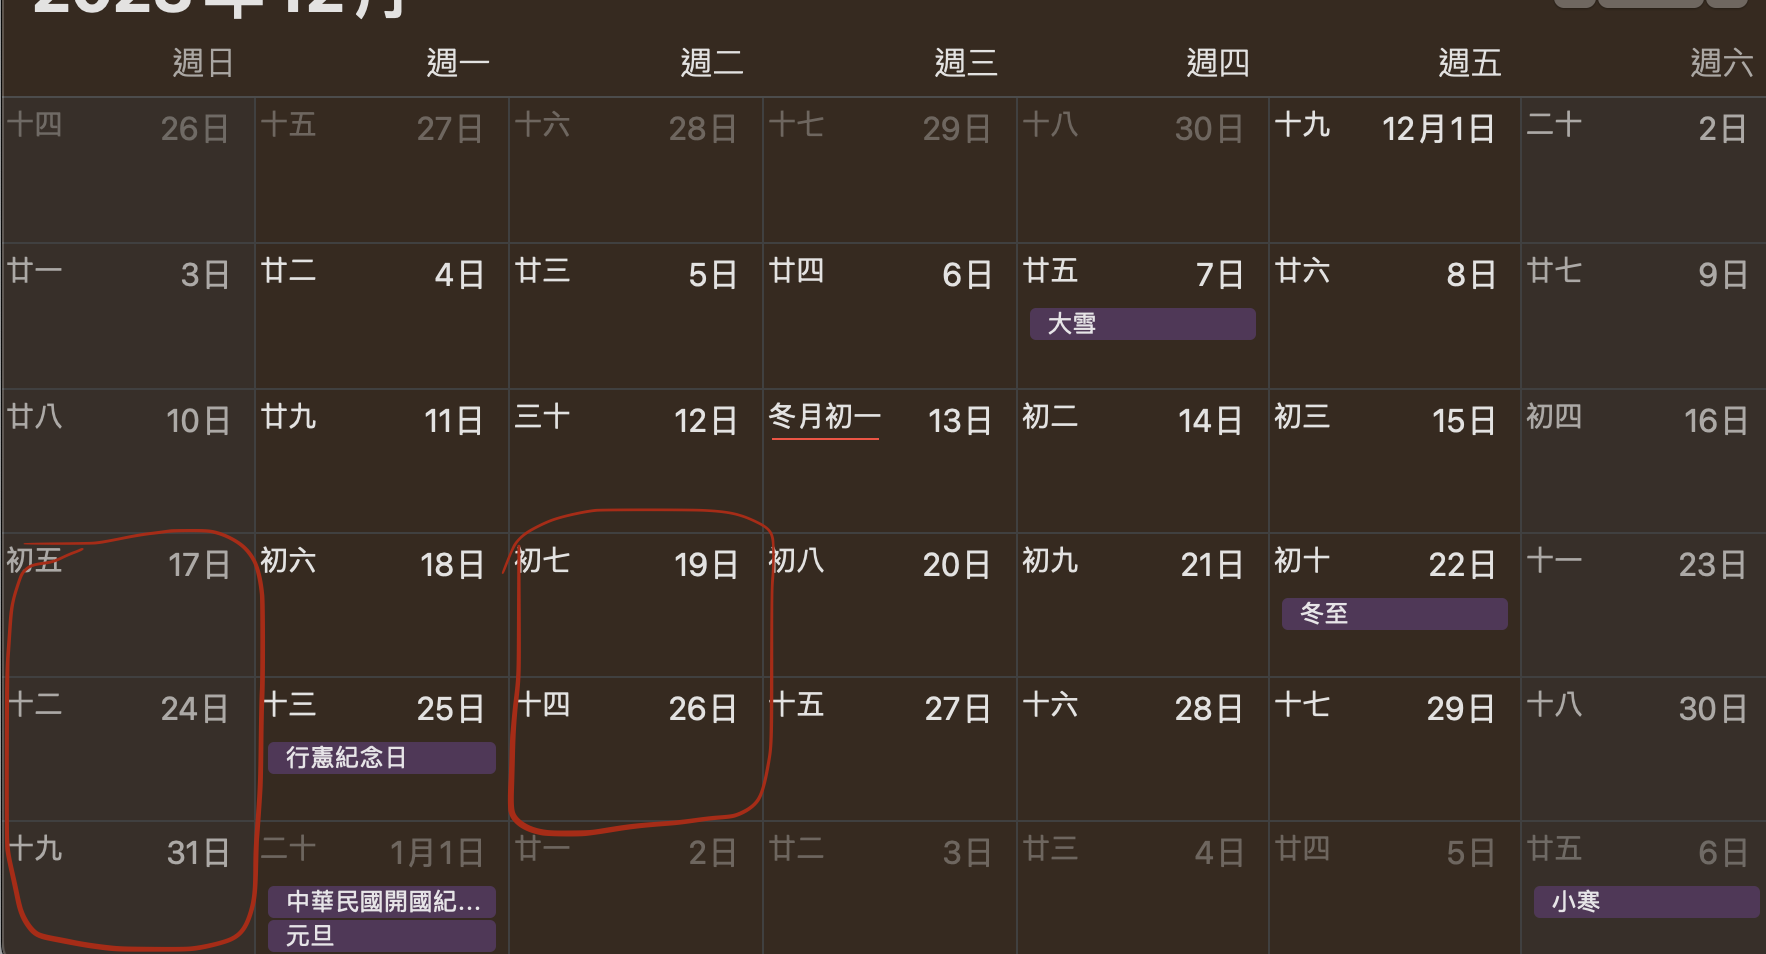 2023年12月
週日 週一 週二 週三 週四 週五 週六
十四 26日 十五 27日 十六 28日 十七 29日 十八 30日 十九 12月1日 二十 2日
廿一 3日 廿二 4日 廿三 5日 廿四 6日 廿五 7日 廿六 8日 廿七 9日
大雪
廿八 10日 廿九 11日 三十 12日 冬月初一 13日 初二 14日 初三 15日 初四 16日
初五 17日 初六 18日 初七 19日 初八 20日 初九 21日 初十 22日 十一 23日
冬至
十二 24日 十三 25日 十四 26日 十五 27日 十六 28日 十七 29日 十八 30日
行憲紀念日
十九 31日 二十 1月1日 廿一 2日 廿二 3日 廿三 4日 廿四 5日 廿五 6日
中華民國開國紀... 小寒
元旦